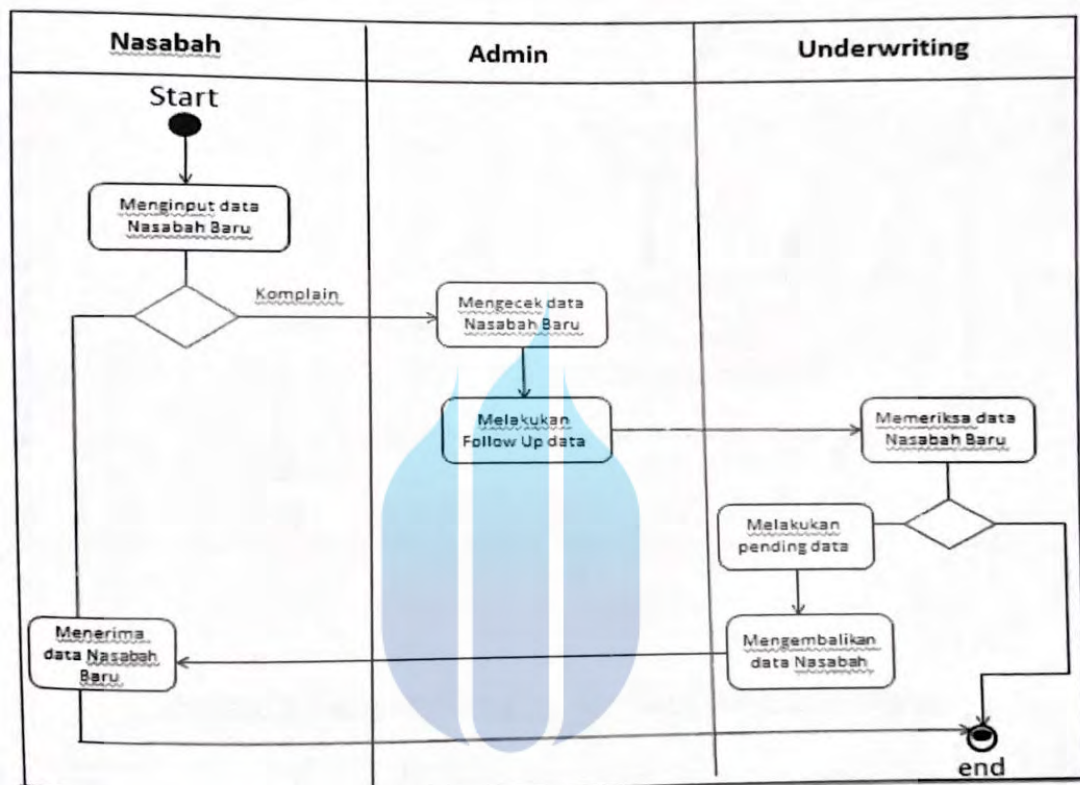 Nasabah
Admin
Underwriting
Start
Menginput data
Nasabah Baru
Komplain
Mengecek data
Nasabah Baru
Melakukan
Follow Up data
Memeriksa data
Nasabah Baru
Melakukan
pending data
Mengembalikan
data Nasabah
Menerima
data Nasabah
Baru
end